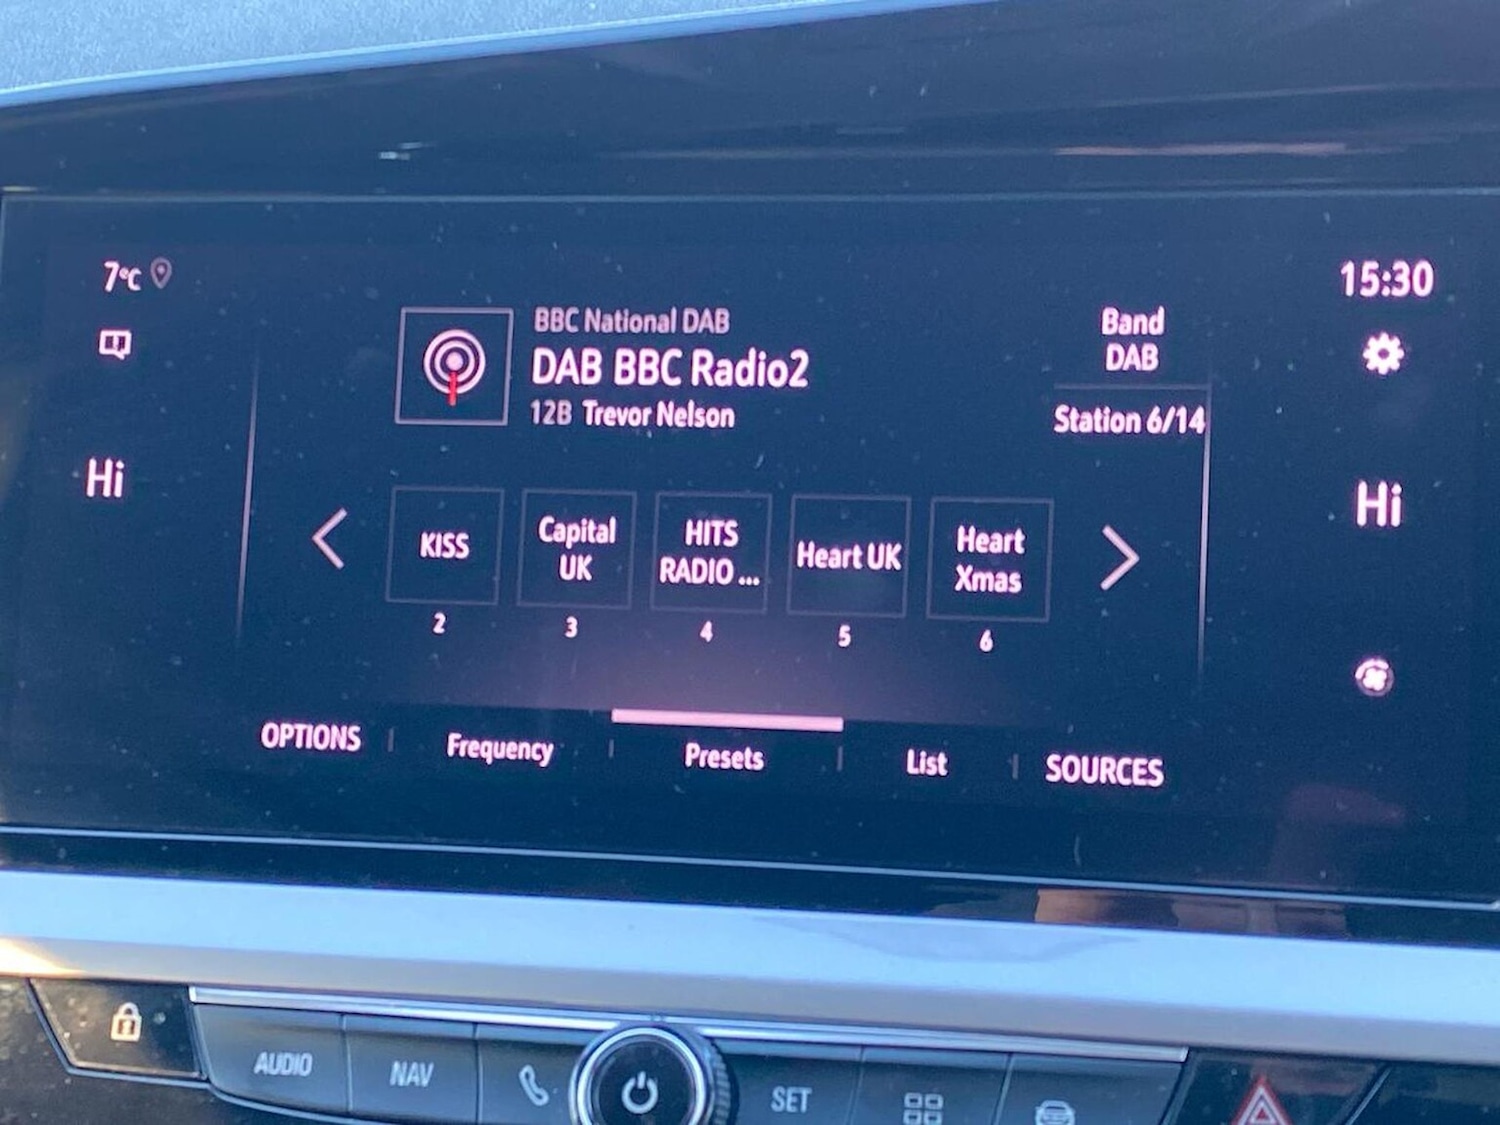 7°C
15:30
BBC National DAB
DAB BBC Radio2
12B Trevor Nelson
Band
DAB
Station 6/14
Hi
Hi
KISS
Capital
UK
HITS
RADIO ...
Heart UK
Heart
Xmas
2
3
4
5
6
OPTIONS
Frequency
Presets
List
SOURCES
AUDIO
NAV
SET